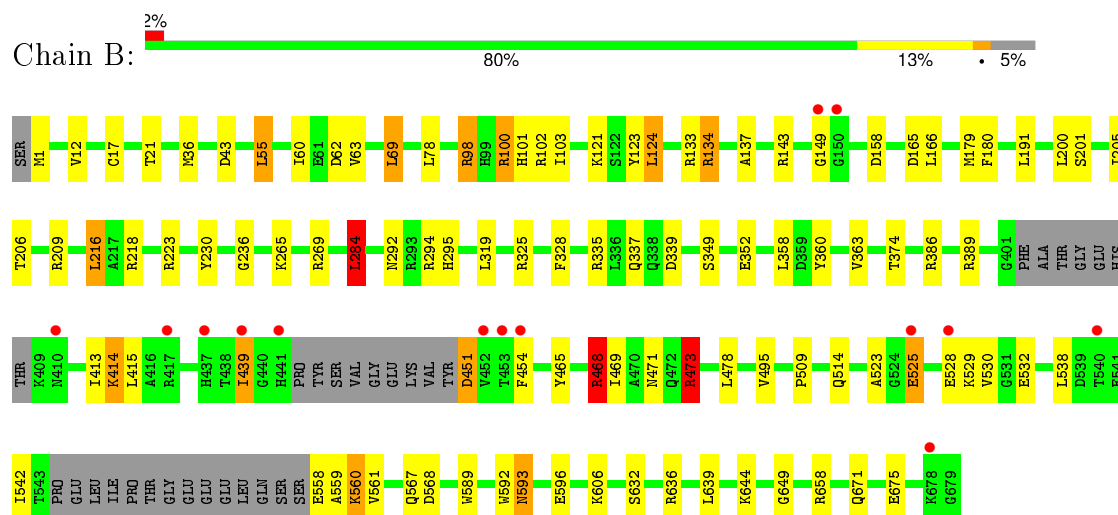 2%
Chain B:
80% 13% • 5%
SER M1 V12 C17 T21 M36 D43 L55 I60 E61 D62 V63 L69 L78 R98 H99 R100 H101 R102 I103 K121 S122 Y123 L124 R133 R134 A137 R143 G149 G150 D158 D165 L166 M179 F180 L191 L200 S201
T206 R209 L216 A217 R218 R223 Y230 G236 K265 R269 L284 N292 R293 R294 H295 L319 R325 F328 R335 L336 Q337 Q338 D339 S349 E352 L358 D359 Y360 V363 T374 R386 R389 G401 PHE ALA THR GLY GLU HIS
THR K409 N410 I413 K414 L415 A416 R417 H437 T438 I439 G440 H441 PRO TYR SER VAL GLY GLU LYS VAL TYR D451 V452 T453 F454 Y465 R468 I469 A470 N471 Q472 R473 L478 V495 P509 Q514 A523 G524 E525 E528 K529 V530 G531 E532 L538 D539 T540 E541
I542 T543 PRO GLU LEU ILE PRO THR GLY GLU GLU GLU LEU GLN SER SER E558 A559 K560 V561 Q567 D568 W589 W592 N593 E596 K606 S632 R636 L639 K644 G649 R658 Q671 E675 K678 G679